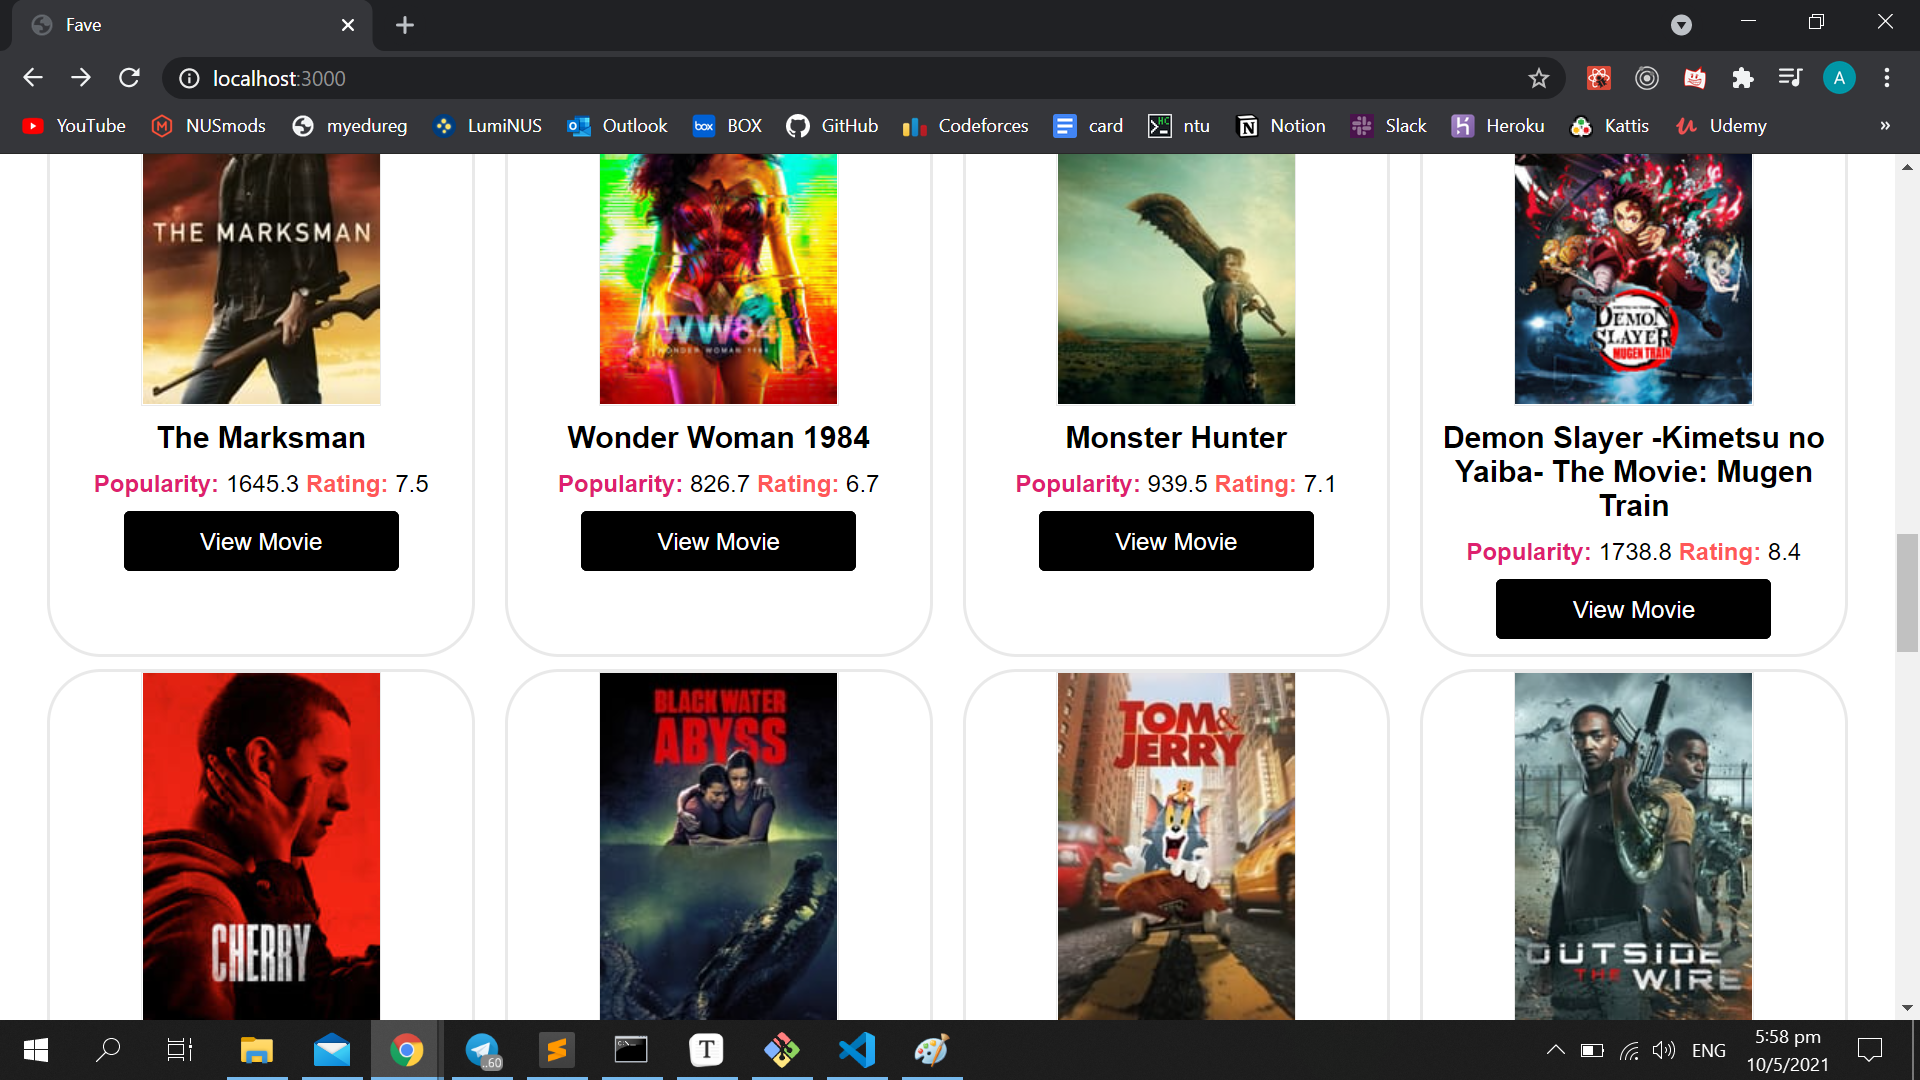 Fave
localhost:3000
A
YouTube NUSmods myedureg LumiNUS Outlook BOX GitHub Codeforces card ntu Notion Slack Heroku Kattis Udemy »
THE MARKSMAN
WW84
WONDER WOMAN 1984
DEMON
SLAYER
MUGEN TRAIN
The Marksman
Popularity: 1645.3 Rating: 7.5
View Movie
Wonder Woman 1984
Popularity: 826.7 Rating: 6.7
View Movie
Monster Hunter
Popularity: 939.5 Rating: 7.1
View Movie
Demon Slayer -Kimetsu no
Yaiba- The Movie: Mugen
Train
Popularity: 1738.8 Rating: 8.4
View Movie
CHERRY
BLACK WATER
ABYSS
TOM&
JERRY
OUTSIDE
THE WIRE
..60
T
ENG
5:58 pm
10/5/2021